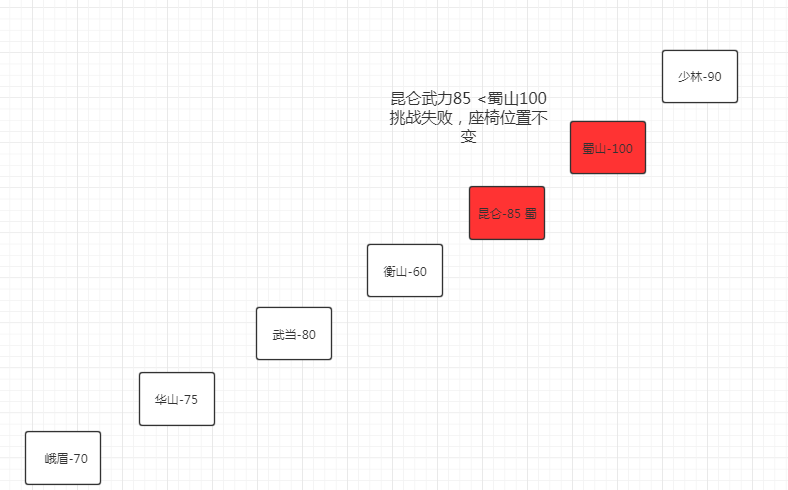 少林-90
昆仑武力85 <蜀山100
挑战失败，座椅位置不
变
蜀山-100
昆仑-85 蜀
衡山-60
武当-80
华山-75
峨眉-70